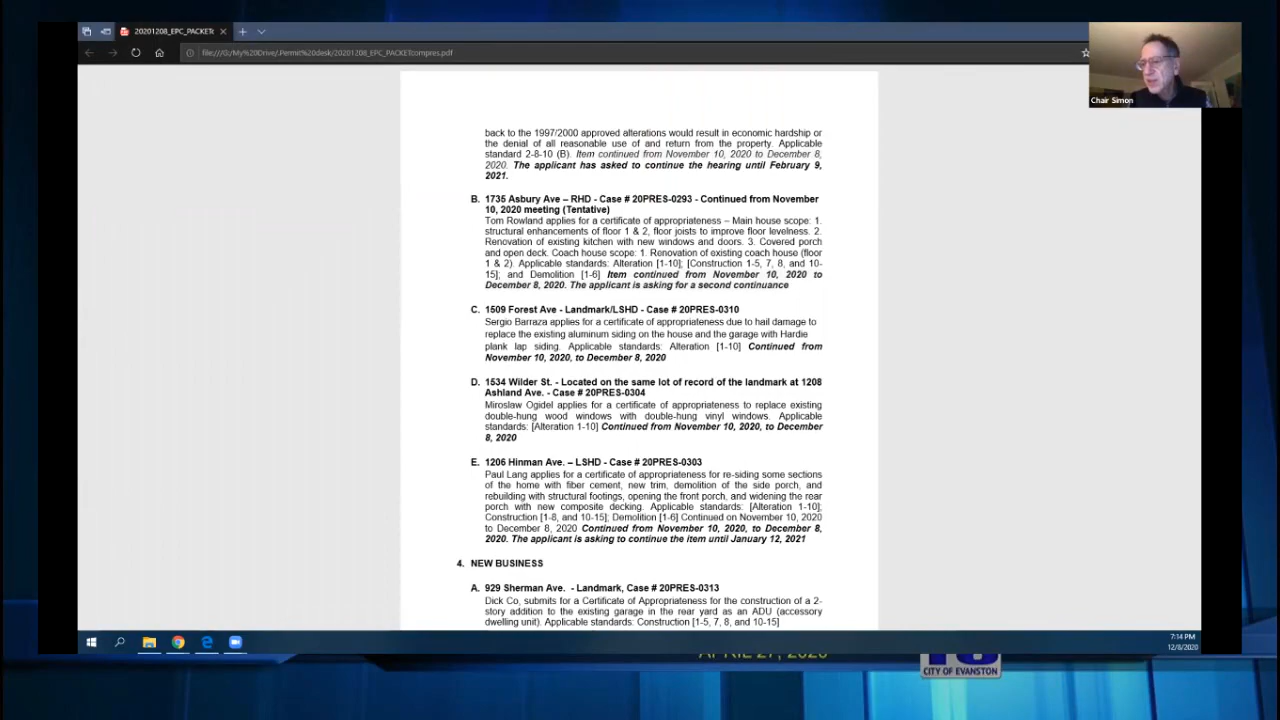 20201208_EPC_PACKETc
file:///G:/My%20Drive/.Permit%20desk/20201208_EPC_PACKETcompres.pdf
Chair Simon
back to the 1997/2000 approved alterations would result in economic hardship or
the denial of all reasonable use of and return from the property. Applicable
standard 2-8-10 (B). Item continued from November 10, 2020 to December 8,
2020. The applicant has asked to continue the hearing until February 9,
2021.
B. 1735 Asbury Ave – RHD - Case # 20PRES-0293 - Continued from November
10, 2020 meeting (Tentative)
Tom Rowland applies for a certificate of appropriateness – Main house scope: 1.
structural enhancements of floor 1 & 2, floor joists to improve floor levelness. 2.
Renovation of existing kitchen with new windows and doors. 3. Covered porch
and open deck. Coach house scope: 1. Renovation of existing coach house (floor
1 & 2). Applicable standards: Alteration [1-10]; [Construction 1-5, 7, 8, and 10-
15]; and Demolition [1-6] Item continued from November 10, 2020 to
December 8, 2020. The applicant is asking for a second continuance
C. 1509 Forest Ave - Landmark/LSHD - Case # 20PRES-0310
Sergio Barraza applies for a certificate of appropriateness due to hail damage to
replace the existing aluminum siding on the house and the garage with Hardie
plank lap siding. Applicable standards: Alteration [1-10] Continued from
November 10, 2020, to December 8, 2020
D. 1534 Wilder St. - Located on the same lot of record of the landmark at 1208
Ashland Ave. - Case # 20PRES-0304
Miroslaw Ogidel applies for a certificate of appropriateness to replace existing
double-hung wood windows with double-hung vinyl windows. Applicable
standards: [Alteration 1-10] Continued from November 10, 2020, to December
8, 2020
E. 1206 Hinman Ave. – LSHD - Case # 20PRES-0303
Paul Lang applies for a certificate of appropriateness for re-siding some sections
of the home with fiber cement, new trim, demolition of the side porch, and
rebuilding with structural footings, opening the front porch, and widening the rear
porch with new composite decking. Applicable standards: [Alteration 1-10];
Construction [1-8, and 10-15]; Demolition [1-6] Continued on November 10, 2020
to December 8, 2020 Continued from November 10, 2020, to December 8,
2020. The applicant is asking to continue the item until January 12, 2021
4. NEW BUSINESS
A. 929 Sherman Ave. - Landmark, Case # 20PRES-0313
Dick Co, submits for a Certificate of Appropriateness for the construction of a 2-
story addition to the existing garage in the rear yard as an ADU (accessory
dwelling unit). Applicable standards: Construction [1-5, 7, 8, and 10-15]
7:14 PM
12/8/2020
APRIL 27, 2020
CITY OF EVANSTON